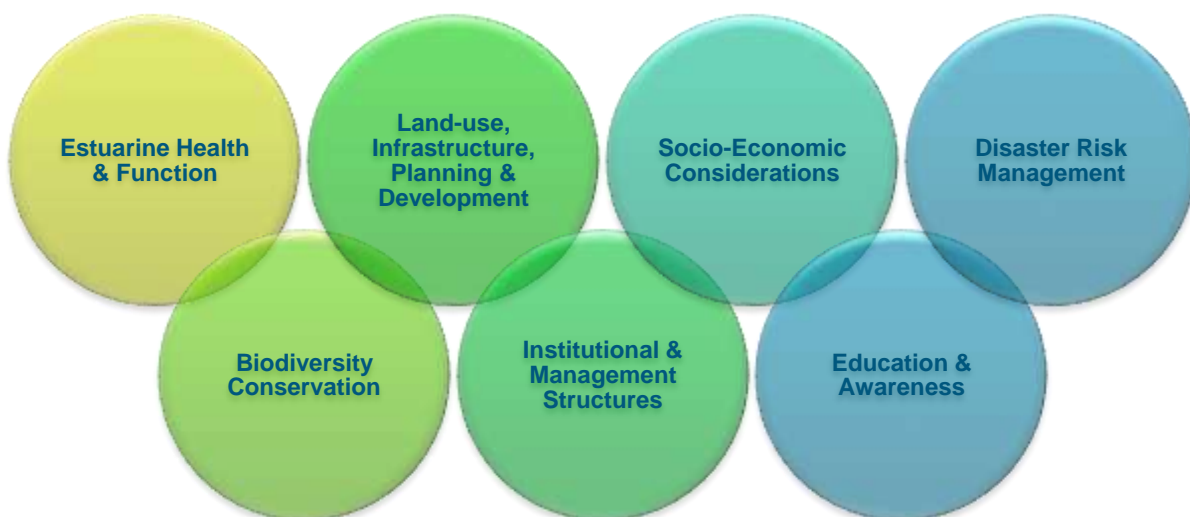 Estuarine Health
& Function
Land-use,
Infrastructure,
Planning &
Development
Socio-Economic
Considerations
Disaster Risk
Management
Biodiversity
Conservation
Institutional &
Management
Structures
Education &
Awareness